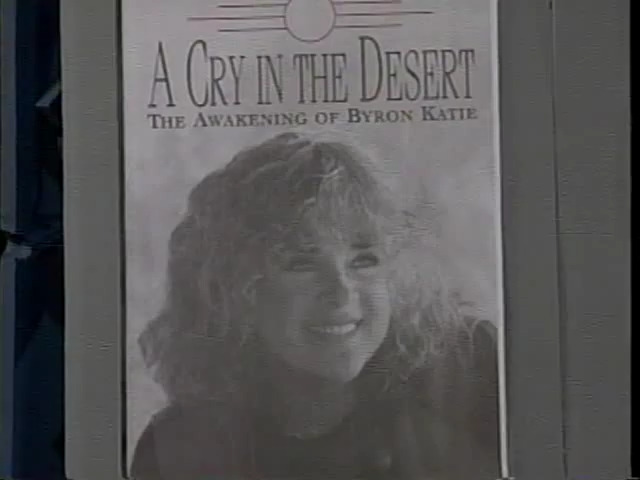 A CRY IN THE DESERT
THE AWAKENING OF BYRON KATIE